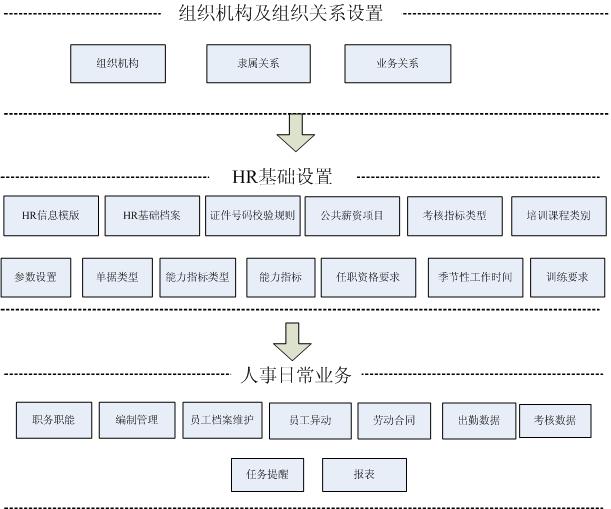 组织机构及组织关系设置
组织机构 隶属关系 业务关系
HR基础设置
HR信息模版 HR基础档案 证件号码校验规则 公共薪资项目 考核指标类型 培训课程类别
参数设置 单据类型 能力指标类型 能力指标 任职资格要求 季节性工作时间 训练要求
人事日常业务
职务职能 编制管理 员工档案维护 员工异动 劳动合同 出勤数据 考核数据
任务提醒 报表